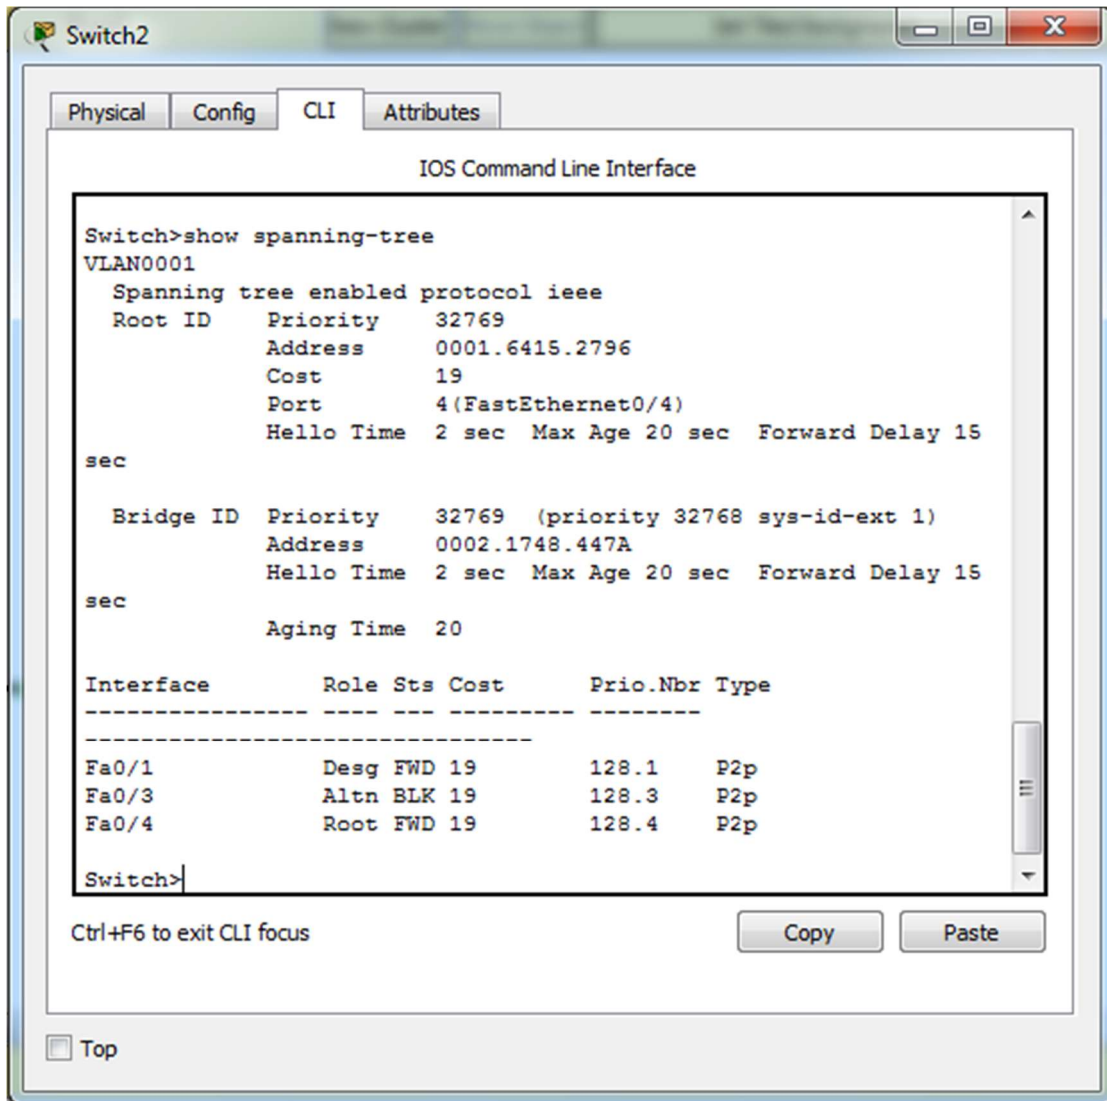 Switch2
Physical Config CLI Attributes
IOS Command Line Interface
Switch>show spanning-tree
VLAN0001
  Spanning tree enabled protocol ieee
  Root ID    Priority    32769
             Address     0001.6415.2796
             Cost        19
             Port        4(FastEthernet0/4)
             Hello Time  2 sec  Max Age 20 sec  Forward Delay 15
sec
  Bridge ID  Priority    32769  (priority 32768 sys-id-ext 1)
             Address     0002.1748.447A
             Hello Time  2 sec  Max Age 20 sec  Forward Delay 15
sec
             Aging Time  20
Interface        Role Sts Cost      Prio.Nbr Type
---------------- ---- --- --------- --------
--------------------------------
Fa0/1            Desg FWD 19        128.1    P2p
Fa0/3            Altn BLK 19        128.3    P2p
Fa0/4            Root FWD 19        128.4    P2p
Switch>
Ctrl+F6 to exit CLI focus
Copy Paste
Top